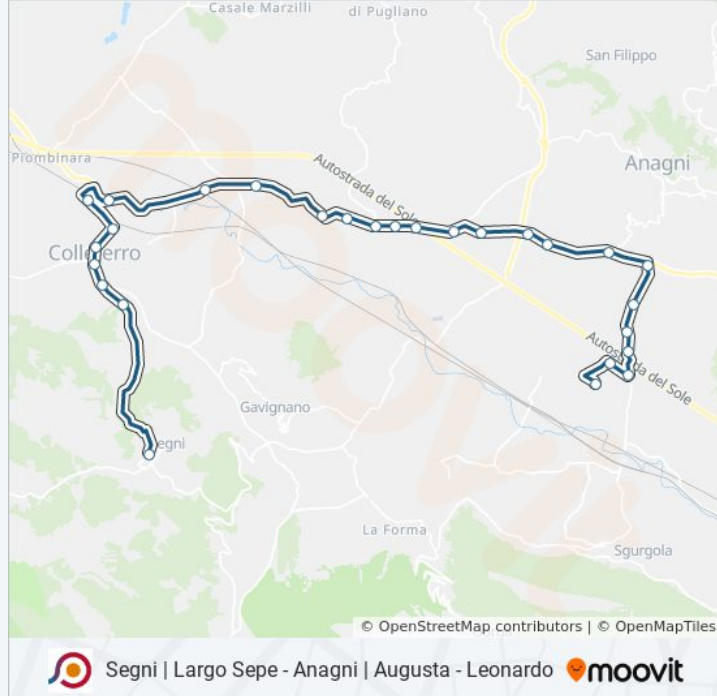 Casale Marzilli
di Pugliano
San Filippo
Piombinara
Autostrada del Sole
Anagni
Colleferro
Autostrada del Sole
Gavignano
Segni
La Forma
Sgurgola
© OpenStreetMap contributors | © OpenMapTiles
Segni | Largo Sepe - Anagni | Augusta - Leonardo
moovit